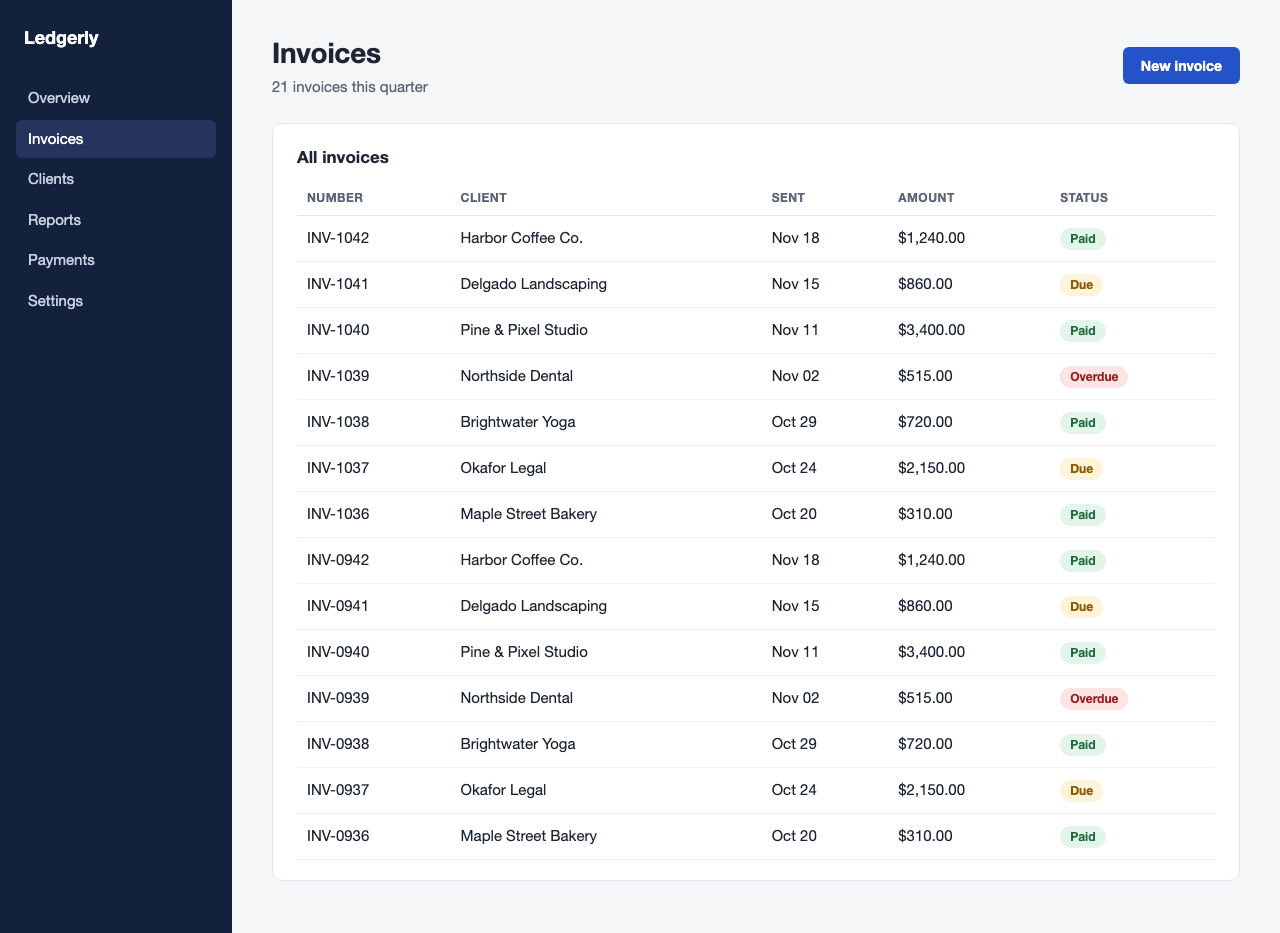 Ledgerly
Overview
Invoices
Clients
Reports
Payments
Settings
Invoices
21 invoices this quarter
New invoice
All invoices
NUMBER CLIENT SENT AMOUNT STATUS
INV-1042 Harbor Coffee Co. Nov 18 $1,240.00 Paid
INV-1041 Delgado Landscaping Nov 15 $860.00 Due
INV-1040 Pine & Pixel Studio Nov 11 $3,400.00 Paid
INV-1039 Northside Dental Nov 02 $515.00 Overdue
INV-1038 Brightwater Yoga Oct 29 $720.00 Paid
INV-1037 Okafor Legal Oct 24 $2,150.00 Due
INV-1036 Maple Street Bakery Oct 20 $310.00 Paid
INV-0942 Harbor Coffee Co. Nov 18 $1,240.00 Paid
INV-0941 Delgado Landscaping Nov 15 $860.00 Due
INV-0940 Pine & Pixel Studio Nov 11 $3,400.00 Paid
INV-0939 Northside Dental Nov 02 $515.00 Overdue
INV-0938 Brightwater Yoga Oct 29 $720.00 Paid
INV-0937 Okafor Legal Oct 24 $2,150.00 Due
INV-0936 Maple Street Bakery Oct 20 $310.00 Paid